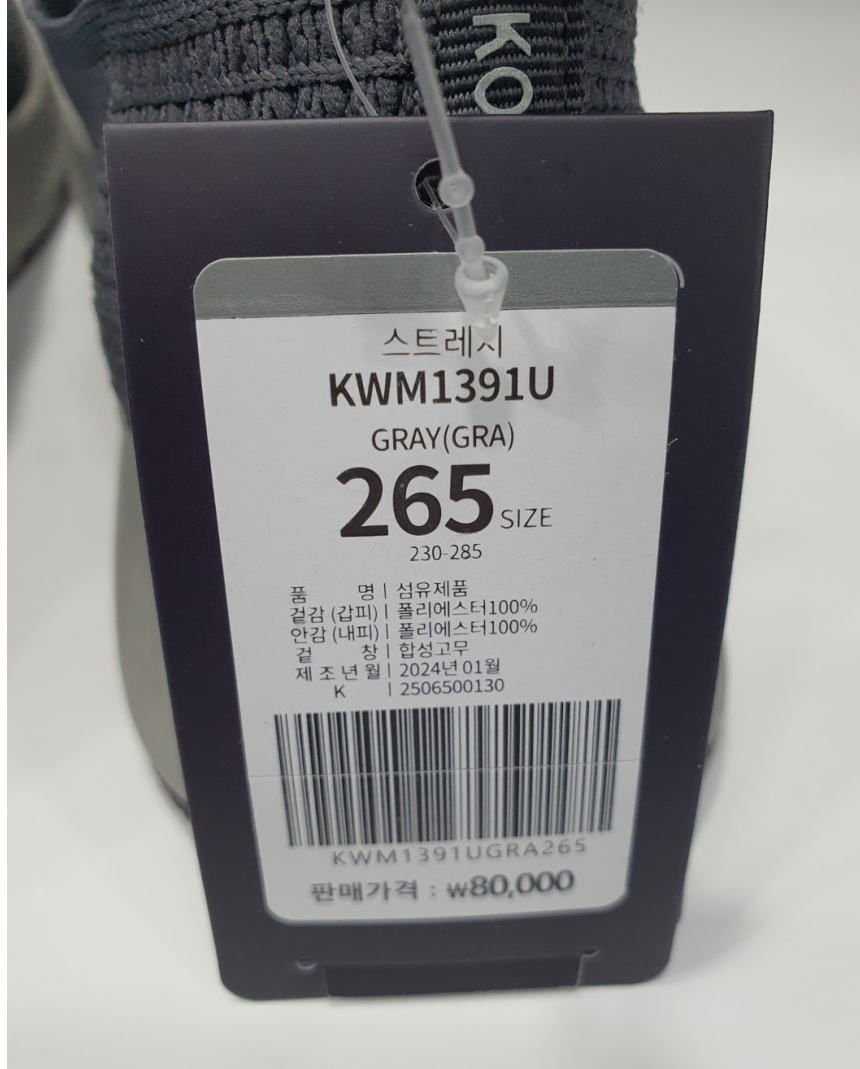 KO
스트레치
KWM1391U
GRAY(GRA)
265 SIZE
230-285
품 명 | 섬유제품
겉감 (갑피) | 폴리에스터100%
안감 (내피) | 폴리에스터100%
겉 창 | 합성고무
제 조 년 월 | 2024년 01월
K | 2506500130
KWM1391UGRA265
판매가격 : ₩80,000